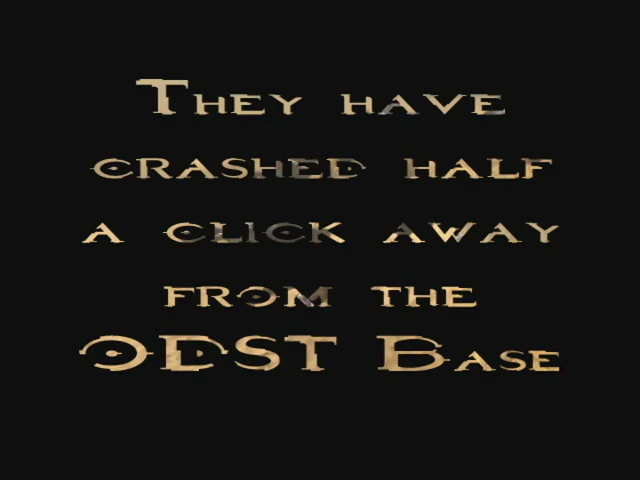 They have
crashed half
a click away
from the
ODST Base